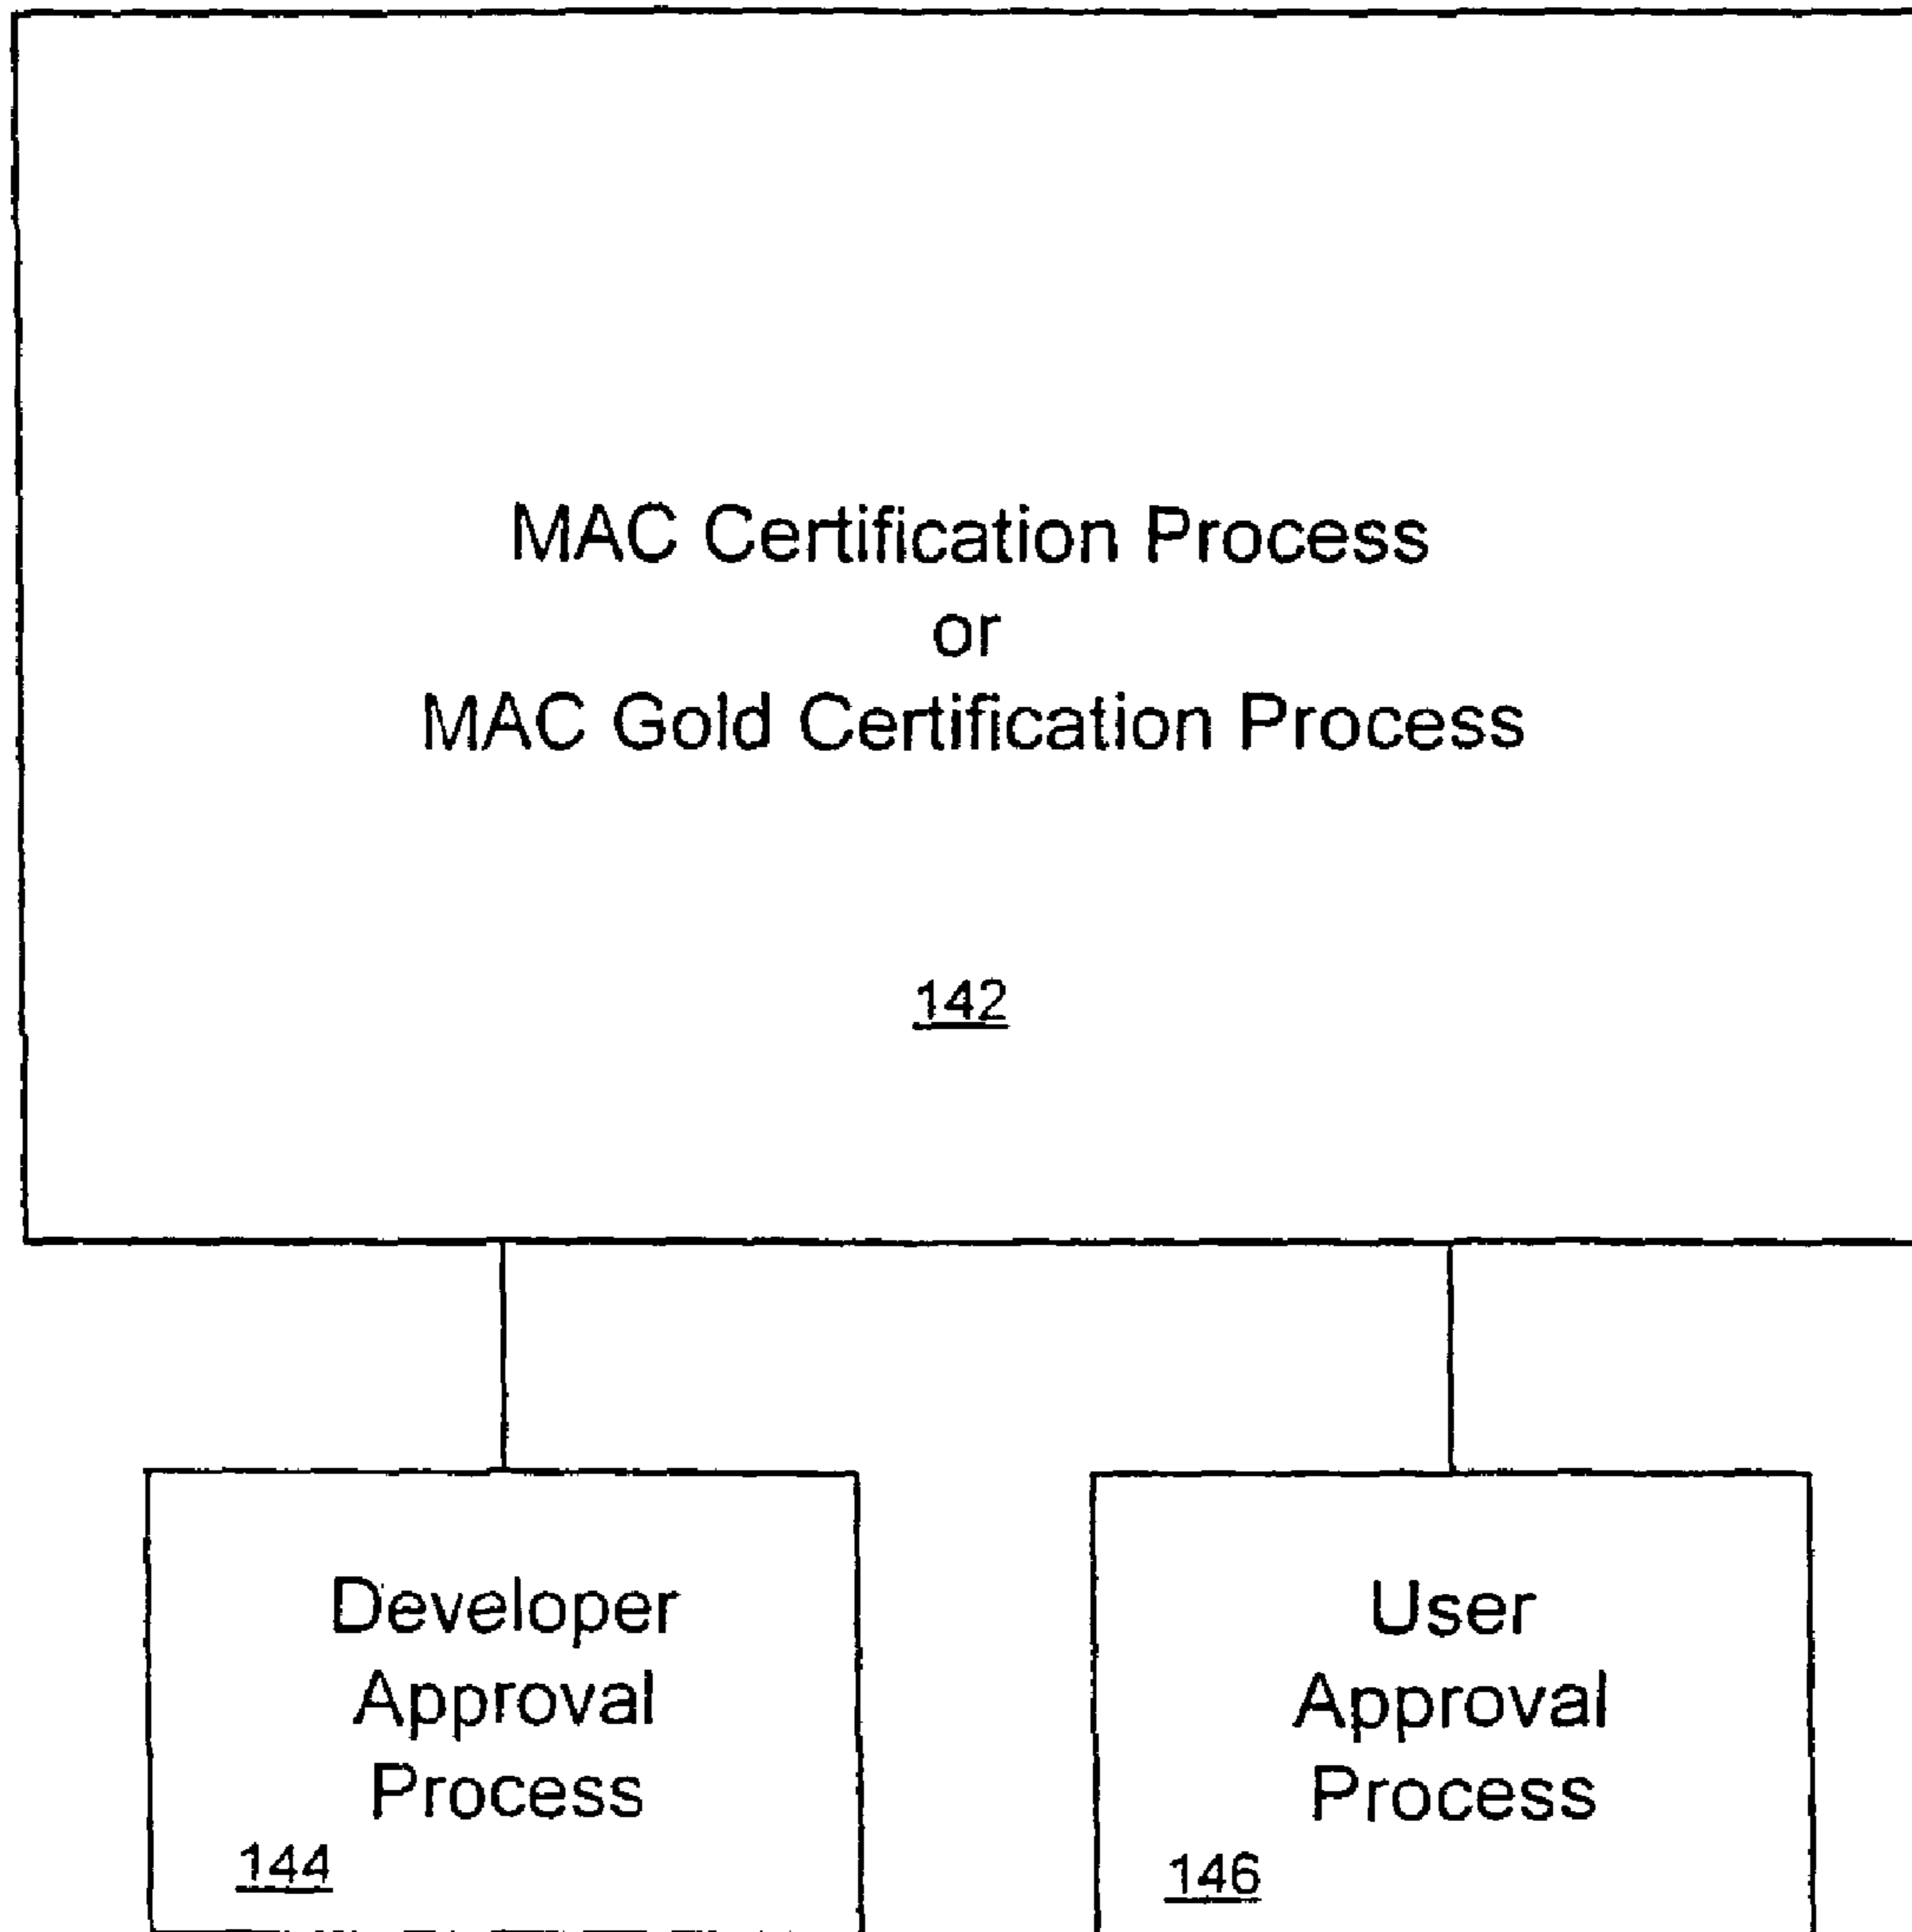 MAC Certification Process
or
MAC Gold Certification Process
142
Developer
Approval
Process
144
User
Approval
Process
146